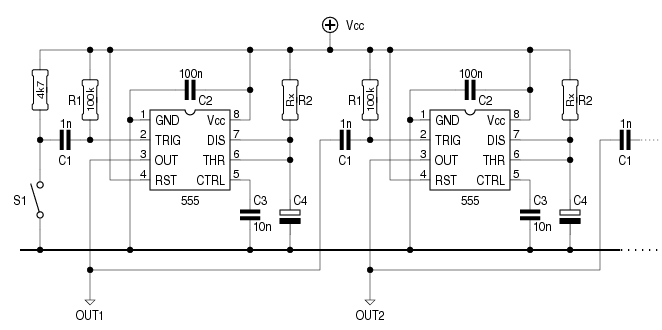 Vcc
4k7
R1
100k
1n
C1
100n
C2
1 GND Vcc 8
2 TRIG DIS 7
3 OUT THR 6
4 RST CTRL 5
555
Rx
R2
S1
C3
10n
C4
OUT1
1n
C1
R1
100k
100n
C2
1 GND Vcc 8
2 TRIG DIS 7
3 OUT THR 6
4 RST CTRL 5
555
Rx
R2
C3
10n
C4
OUT2
1n
C1